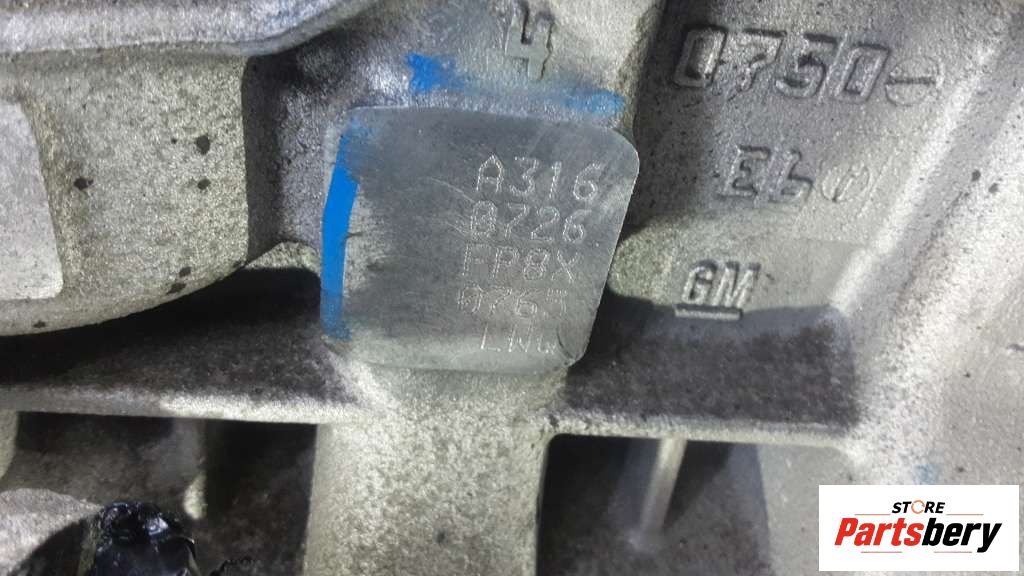 4
0750
A316
0726
FP8X
GM
STORE
Partsbery